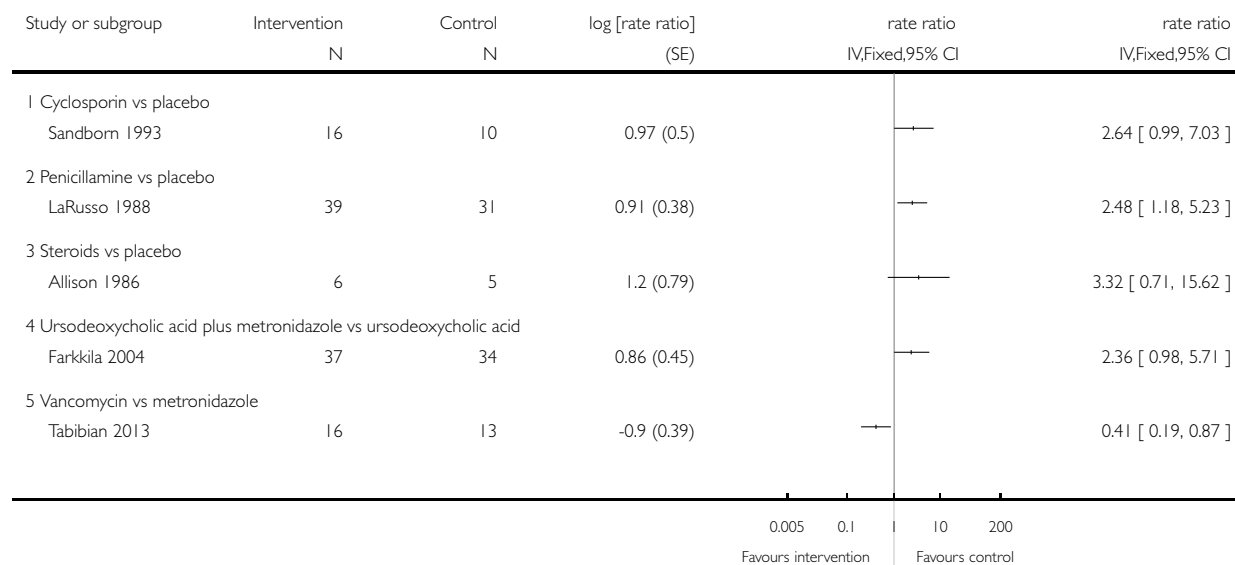 Study or subgroup Intervention Control log [rate ratio] rate ratio rate ratio
N N (SE) IV,Fixed,95% CI IV,Fixed,95% CI
1 Cyclosporin vs placebo
Sandborn 1993 16 10 0.97 (0.5) 2.64 [ 0.99, 7.03 ]
2 Penicillamine vs placebo
LaRusso 1988 39 31 0.91 (0.38) 2.48 [ 1.18, 5.23 ]
3 Steroids vs placebo
Allison 1986 6 5 1.2 (0.79) 3.32 [ 0.71, 15.62 ]
4 Ursodeoxycholic acid plus metronidazole vs ursodeoxycholic acid
Farkkila 2004 37 34 0.86 (0.45) 2.36 [ 0.98, 5.71 ]
5 Vancomycin vs metronidazole
Tabibian 2013 16 13 -0.9 (0.39) 0.41 [ 0.19, 0.87 ]
0.005 0.1 1 10 200
Favours intervention Favours control